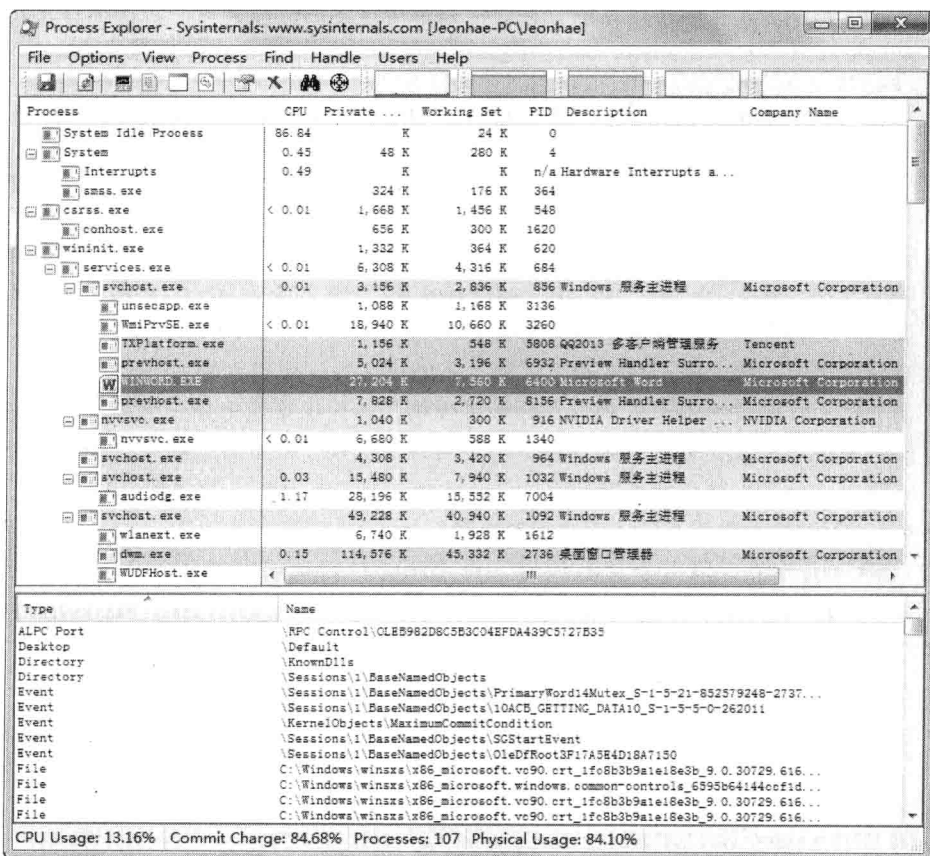 Process Explorer - Sysinternals: www.sysinternals.com [Jeonhae-PC\Jeonhae]
File Options View Process Find Handle Users Help
Process CPU Private ... Working Set PID Description Company Name
System Idle Process 86.84 K 24 K 0
System 0.45 48 K 280 K 4
Interrupts 0.49 K K n/a Hardware Interrupts a...
smss.exe 324 K 176 K 364
csrss.exe < 0.01 1,668 K 1,456 K 548
conhost.exe 656 K 300 K 1620
wininit.exe 1,332 K 364 K 620
services.exe < 0.01 6,308 K 4,316 K 684
svchost.exe 0.01 3,156 K 2,836 K 856 Windows 服务主进程 Microsoft Corporation
unsecapp.exe 1,088 K 1,168 K 3136
WmiPrvSE.exe < 0.01 18,940 K 10,660 K 3260
TXPlatform.exe 1,156 K 548 K 5808 QQ2013 多客户端管理服务 Tencent
prevhost.exe 5,024 K 3,196 K 6932 Preview Handler Surro... Microsoft Corporation
WINWORD.EXE 27,204 K 7,560 K 6400 Microsoft Word Microsoft Corporation
prevhost.exe 7,828 K 2,720 K 8156 Preview Handler Surro... Microsoft Corporation
nvvsvc.exe 1,040 K 300 K 916 NVIDIA Driver Helper ... NVIDIA Corporation
nvvsvc.exe < 0.01 6,680 K 588 K 1340
svchost.exe 4,308 K 3,420 K 964 Windows 服务主进程 Microsoft Corporation
svchost.exe 0.03 15,480 K 7,940 K 1032 Windows 服务主进程 Microsoft Corporation
audiodg.exe 1.17 28,196 K 15,552 K 7004
svchost.exe 49,228 K 40,940 K 1092 Windows 服务主进程 Microsoft Corporation
wlanext.exe 6,740 K 1,928 K 1612
dwm.exe 0.15 114,576 K 45,332 K 2736 桌面窗口管理器 Microsoft Corporation
WUDFHost.exe
Type Name
ALPC Port \RPC Control\OLEB982D8C5B3C04EFDA439C5727B35
Desktop \Default
Directory \KnownDlls
Directory \Sessions\1\BaseNamedObjects
Event \Sessions\1\BaseNamedObjects\PrimaryWord14Mutex_S-1-5-21-852579248-2737...
Event \Sessions\1\BaseNamedObjects\10ACB_GETTING_DATA10_S-1-5-5-0-262011
Event \KernelObjects\MaximumCommitCondition
Event \Sessions\1\BaseNamedObjects\SGStartEvent
Event \Sessions\1\BaseNamedObjects\OleDfRoot3F17A5E4D18A7150
File C:\Windows\winsxs\x86_microsoft.vc90.crt_1fc8b3b9a1e18e3b_9.0.30729.616...
File C:\Windows\winsxs\x86_microsoft.windows.common-controls_6595b64144ccf1d...
File C:\Windows\winsxs\x86_microsoft.vc90.crt_1fc8b3b9a1e18e3b_9.0.30729.616...
File C:\Windows\winsxs\x86_microsoft.vc90.crt_1fc8b3b9a1e18e3b_9.0.30729.616...
CPU Usage: 13.16% Commit Charge: 84.68% Processes: 107 Physical Usage: 84.10%